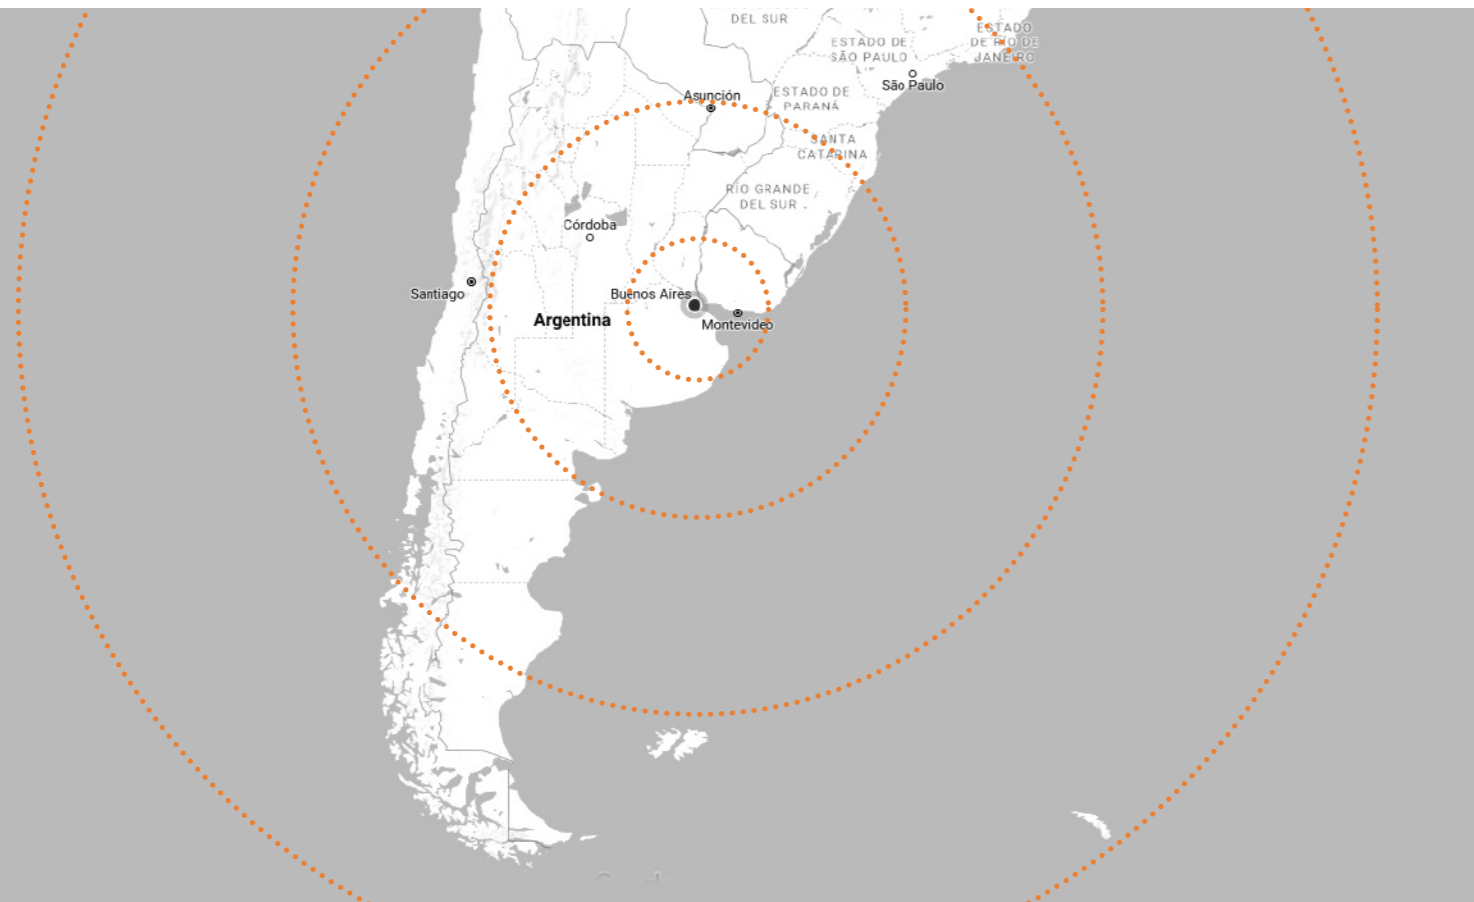 DEL SUR
ESTADO
DE RIO DE
JANEIRO
ESTADO DE
SÃO PAULO
São Paulo
Asunción
ESTADO DE
PARANÁ
SANTA
CATARINA
RIO GRANDE
DEL SUR
Córdoba
Santiago
Buenos Aires
Argentina
Montevideo